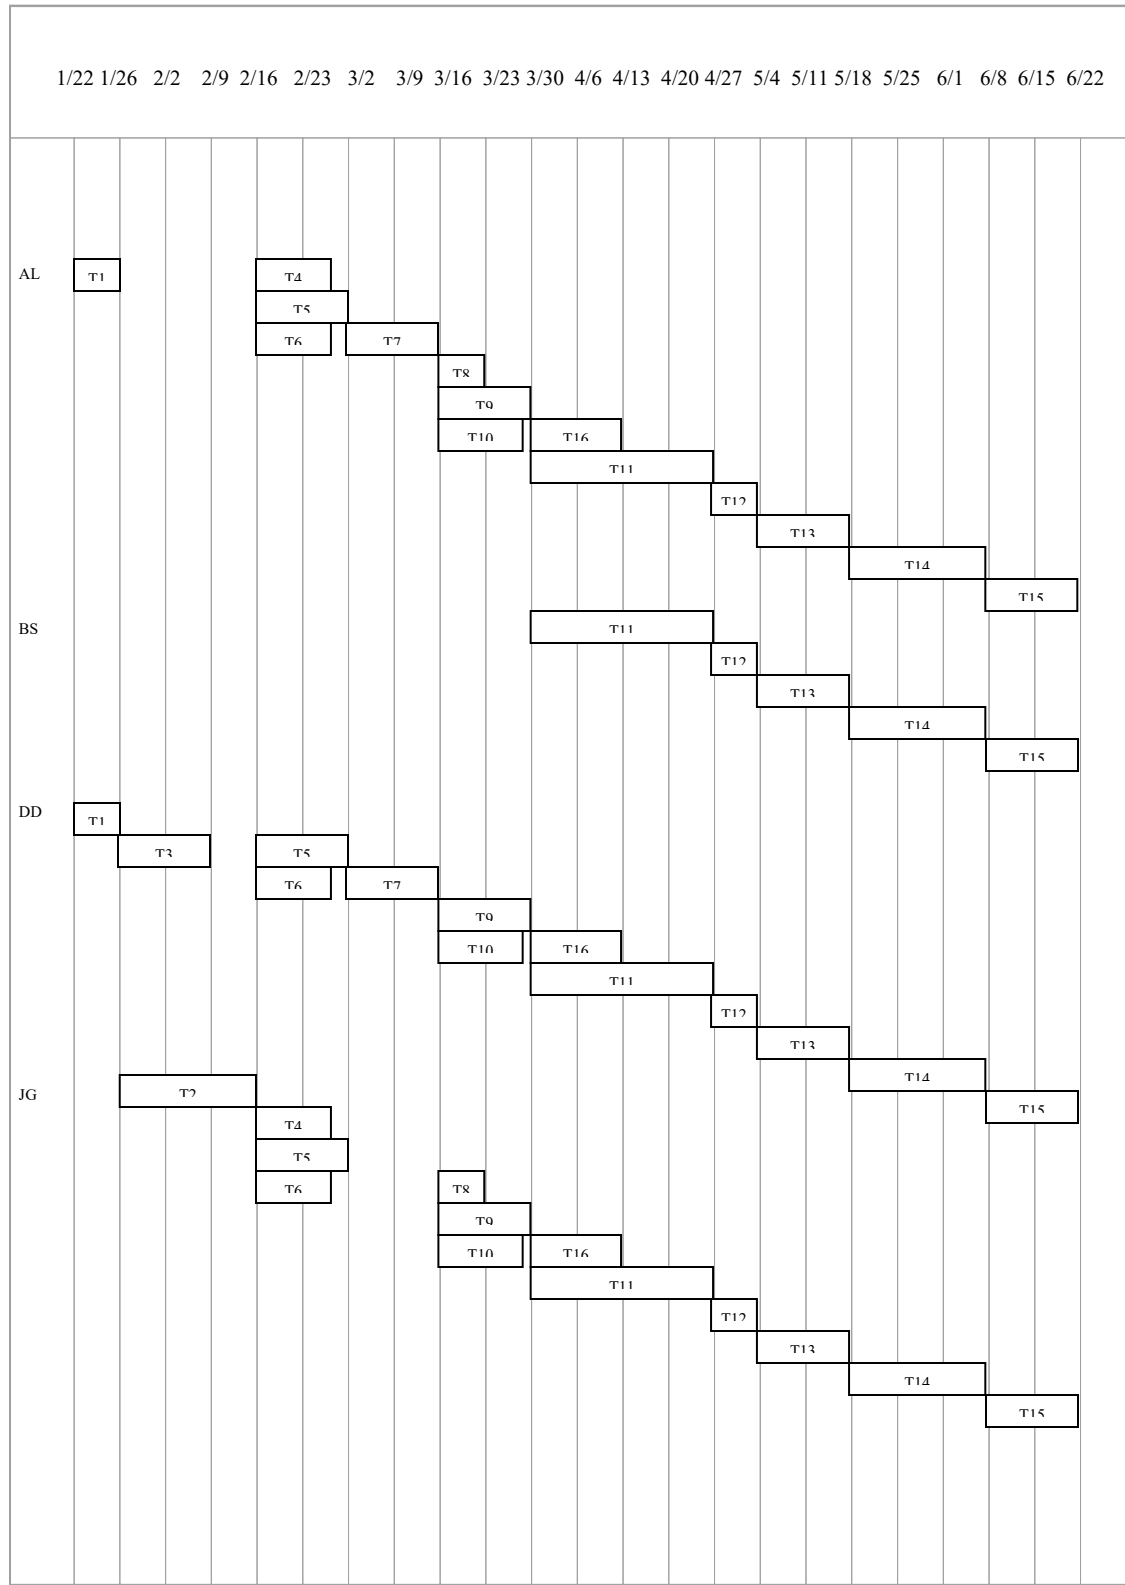 1/22 1/26 2/2 2/9 2/16 2/23 3/2 3/9 3/16 3/23 3/30 4/6 4/13 4/20 4/27 5/4 5/11 5/18 5/25 6/1 6/8 6/15 6/22
AL T1 T4
T5
T6 T7
T8
T9
T10 T16
T11
T12
T13
T14
T15
BS T11
T12
T13
T14
T15
DD T1
T3 T5
T6 T7
T9
T10 T16
T11
T12
T13
T14
T15
JG T2
T4
T5
T6 T8
T9
T10 T16
T11
T12
T13
T14
T15